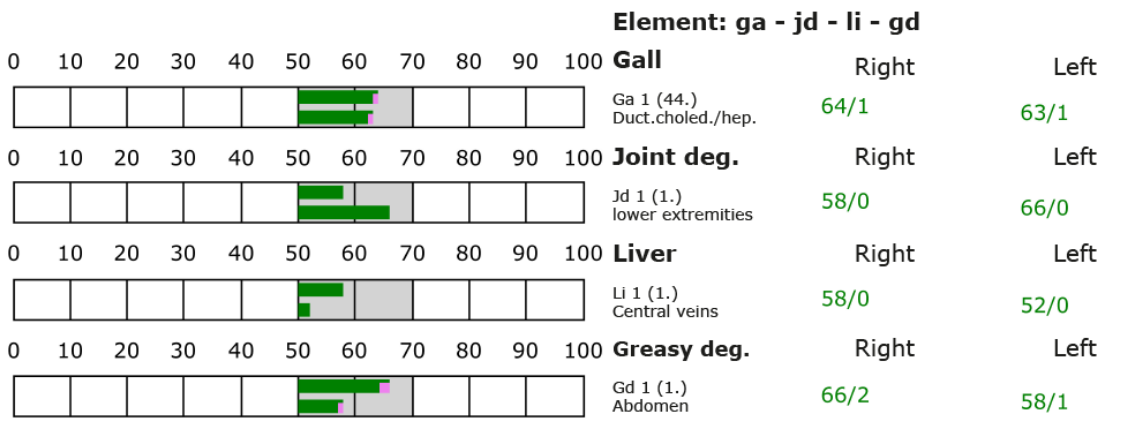 Element: ga - jd - li - gd
0 10 20 30 40 50 60 70 80 90 100 Gall Right Left
Ga 1 (44.) 64/1 63/1
Duct.choled./hep.
0 10 20 30 40 50 60 70 80 90 100 Joint deg. Right Left
Jd 1 (1.) 58/0 66/0
lower extremities
0 10 20 30 40 50 60 70 80 90 100 Liver Right Left
Li 1 (1.) 58/0 52/0
Central veins
0 10 20 30 40 50 60 70 80 90 100 Greasy deg. Right Left
Gd 1 (1.) 66/2 58/1
Abdomen